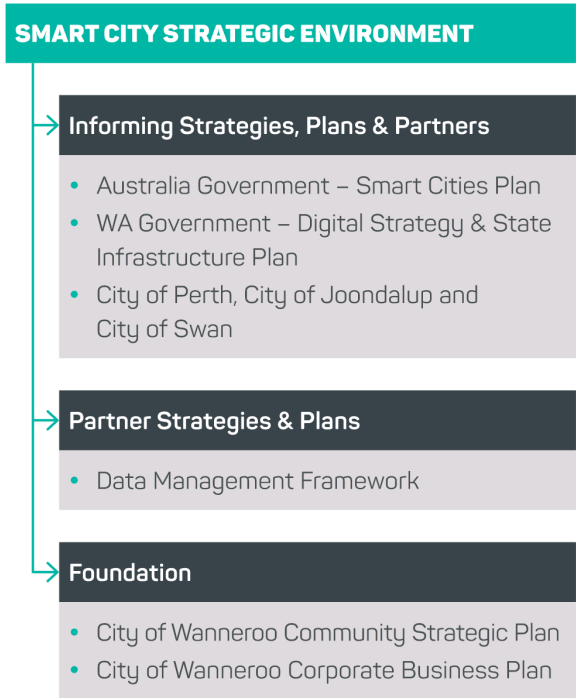 SMART CITY STRATEGIC ENVIRONMENT
Informing Strategies, Plans & Partners
• Australia Government – Smart Cities Plan
• WA Government – Digital Strategy & State
Infrastructure Plan
• City of Perth, City of Joondalup and
City of Swan
Partner Strategies & Plans
• Data Management Framework
Foundation
• City of Wanneroo Community Strategic Plan
• City of Wanneroo Corporate Business Plan